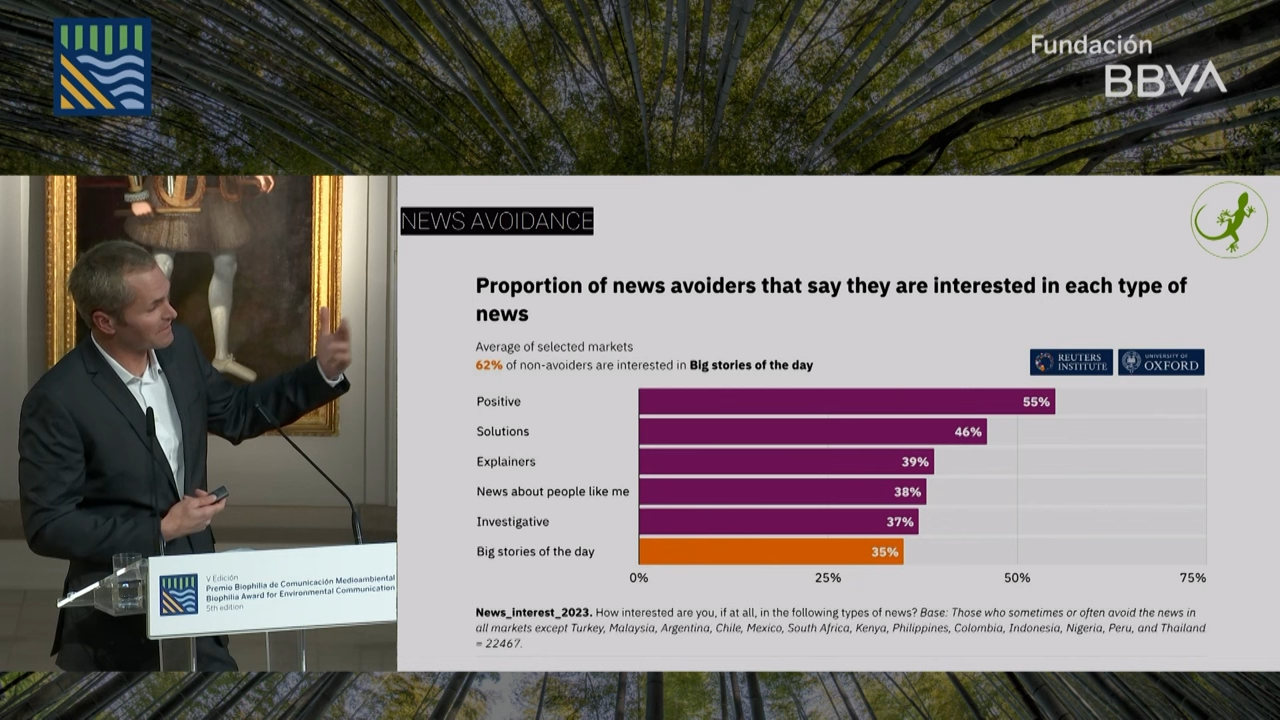 Fundación
BBVA
NEWS AVOIDANCE
Proportion of news avoiders that say they are interested in each type of
news
Average of selected markets
62% of non-avoiders are interested in Big stories of the day
REUTERS
INSTITUTE
UNIVERSITY OF
OXFORD
Positive 55%
Solutions 46%
Explainers 39%
News about people like me 38%
Investigative 37%
Big stories of the day 35%
0% 25% 50% 75%
News_interest_2023. How interested are you, if at all, in the following types of news? Base: Those who sometimes or often avoid the news in
all markets except Turkey, Malaysia, Argentina, Chile, Mexico, South Africa, Kenya, Philippines, Colombia, Indonesia, Nigeria, Peru, and Thailand
= 22467.
V Edición
Premio Biophilia de Comunicación Medioambiental
Biophilia Award for Environmental Communication
5th edition